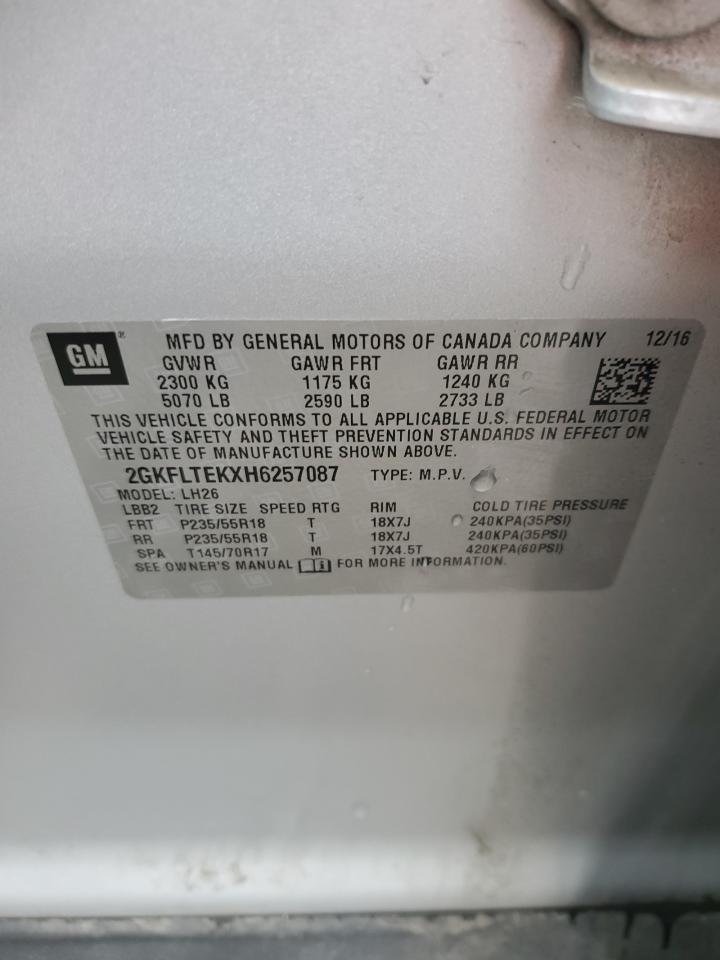 GM®
MFD BY GENERAL MOTORS OF CANADA COMPANY 12/16
GVWR GAWR FRT GAWR RR
2300 KG 1175 KG 1240 KG
5070 LB 2590 LB 2733 LB
THIS VEHICLE CONFORMS TO ALL APPLICABLE U.S. FEDERAL MOTOR
VEHICLE SAFETY AND THEFT PREVENTION STANDARDS IN EFFECT ON
THE DATE OF MANUFACTURE SHOWN ABOVE.
2GKFLTEKXH6257087 TYPE: M.P.V.
MODEL: LH26
LBB2 TIRE SIZE SPEED RTG RIM COLD TIRE PRESSURE
FRT P235/55R18 T 18X7J 240KPA(35PSI)
RR P235/55R18 T 18X7J 240KPA(35PSI)
SPA T145/70R17 M 17X4.5T 420KPA(60PSI)
SEE OWNER'S MANUAL FOR MORE INFORMATION.